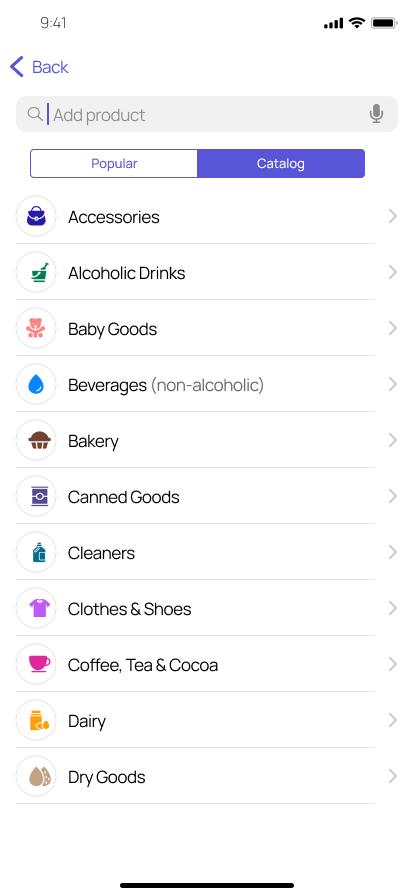 9:41
Back
Add product
Popular
Catalog
Accessories
Alcoholic Drinks
Baby Goods
Beverages (non-alcoholic)
Bakery
Canned Goods
Cleaners
Clothes & Shoes
Coffee, Tea & Cocoa
Dairy
Dry Goods